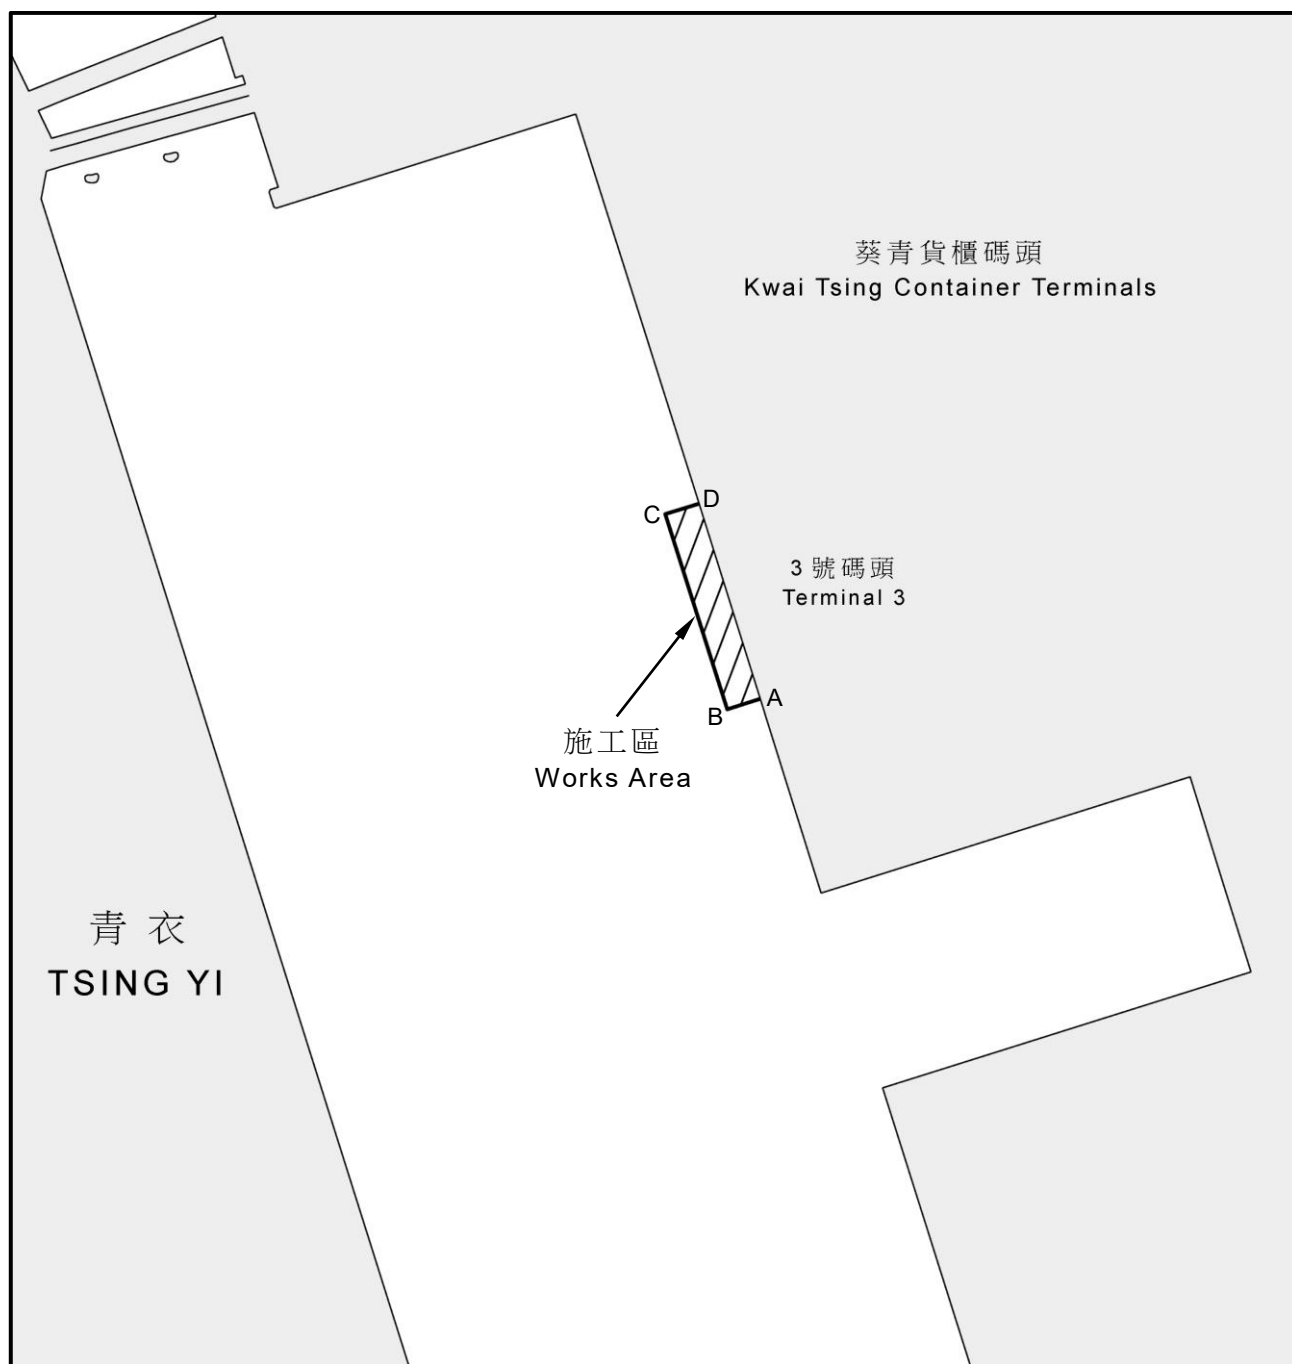 葵青貨櫃碼頭
Kwai Tsing Container Terminals
D
C
3 號碼頭
Terminal 3
A
B
施工區
Works Area
青衣
TSING YI